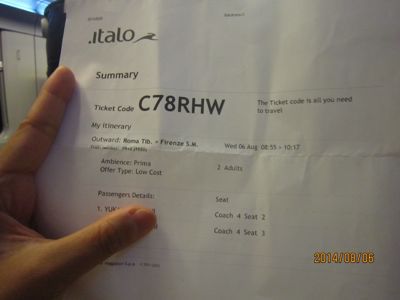 .italo
Summary
Ticket Code C78RHW
The Ticket code is all you need
to travel
My Itinerary
Outward: Roma Tib. > Firenze S.M. Wed 06 Aug 08:55 > 10:17
Ambience: Prima 2 Adults
Offer Type: Low Cost
Passengers Details: Seat
1. YUK Coach 4 Seat 2
Coach 4 Seat 3
2014/08/06